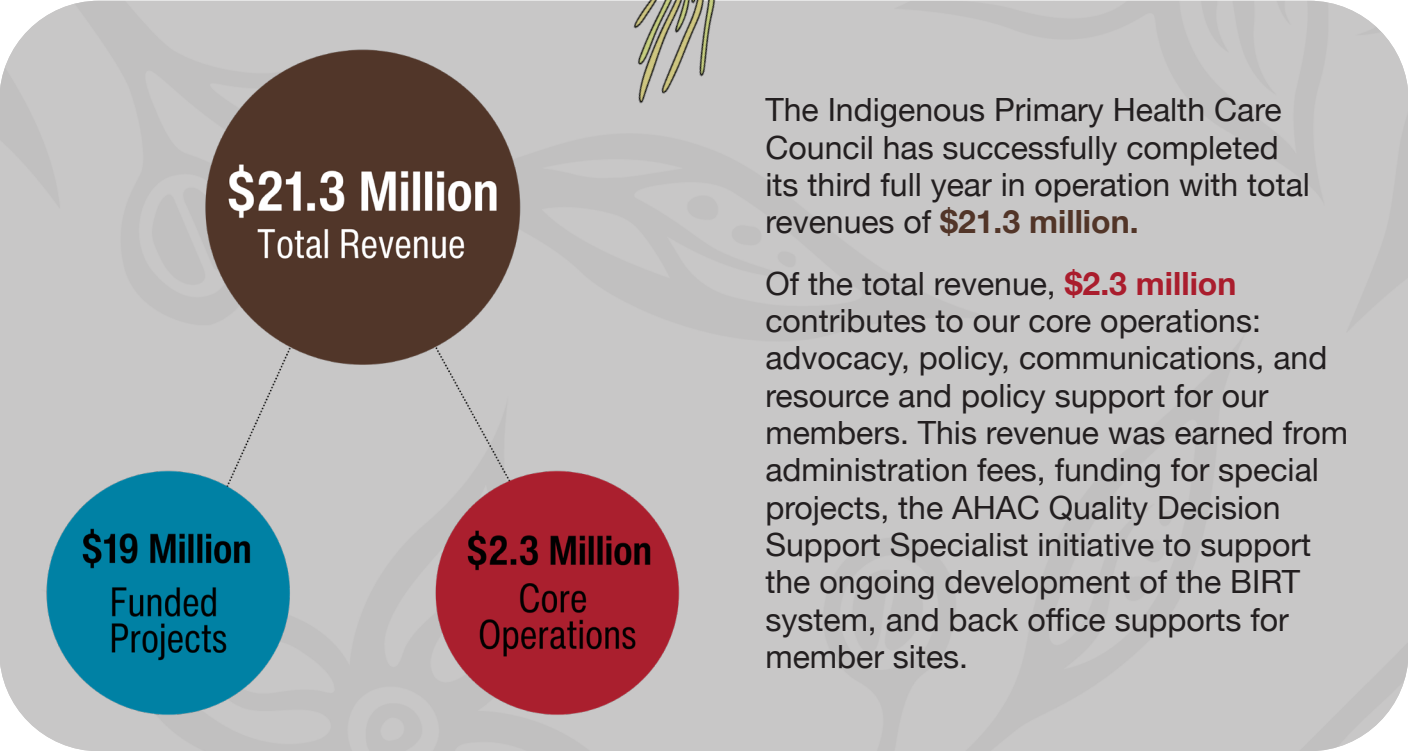 $21.3 Million
Total Revenue
$19 Million
Funded
Projects
$2.3 Million
Core
Operations
The Indigenous Primary Health Care
Council has successfully completed
its third full year in operation with total
revenues of $21.3 million.
Of the total revenue, $2.3 million
contributes to our core operations:
advocacy, policy, communications, and
resource and policy support for our
members. This revenue was earned from
administration fees, funding for special
projects, the AHAC Quality Decision
Support Specialist initiative to support
the ongoing development of the BIRT
system, and back office supports for
member sites.